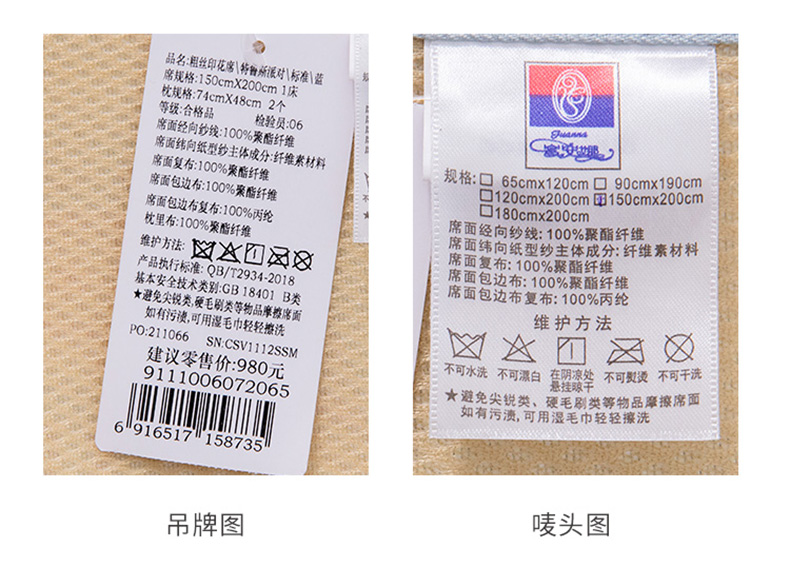 品名:粗丝印花席\特鲁斯派对\标准\蓝
席规格:150cmX200cm 1床
枕规格:74cmX48cm 2个
等级:合格品 检验员:06
席面经向纱线:100%聚酯纤维
席面纬向纸型纱主体成分:纤维素材料
席面复布:100%聚酯纤维
席面包边布:100%聚酯纤维
席面包边布复布:100%丙纶
枕里布:100%聚酯纤维
维护方法:
产品执行标准:QB/T2934-2018
基本安全技术类别:GB 18401 B类
★避免尖锐类,硬毛刷类等物品摩擦席面
如有污渍,可用湿毛巾轻轻擦洗
PO:211066 SN:CSV1112SSM
建议零售价:980元
9111006072065
6 916517 158735
吊牌图
Juanna
规格: 65cmx120cm 90cmx190cm
120cmx200cm 150cmx200cm
180cmx200cm
席面经向纱线:100%聚酯纤维
席面纬向纸型纱主体成分:纤维素材料
席面复布:100%聚酯纤维
席面包边布:100%聚酯纤维
席面包边布复布:100%丙纶
维护方法
不可水洗 不可漂白 在阴凉处悬挂晾干 不可熨烫 不可干洗
★避免尖锐类、硬毛刷类等物品摩擦席面
如有污渍,可用湿毛巾轻轻擦洗
唛头图